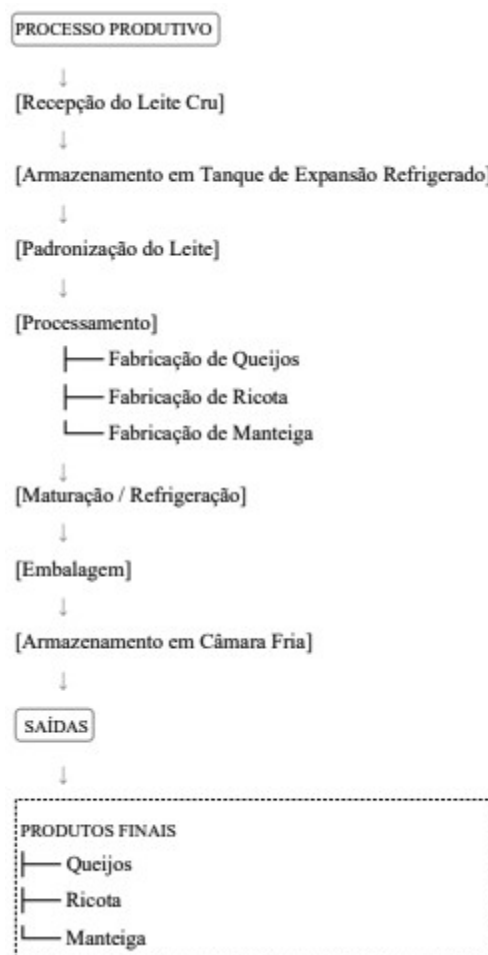 PROCESSO PRODUTIVO
↓
[Recepção do Leite Cru]
↓
[Armazenamento em Tanque de Expansão Refrigerado]
↓
[Padronização do Leite]
↓
[Processamento]
├── Fabricação de Queijos
├── Fabricação de Ricota
└── Fabricação de Manteiga
↓
[Maturação / Refrigeração]
↓
[Embalagem]
↓
[Armazenamento em Câmara Fria]
↓
SAÍDAS
↓
PRODUTOS FINAIS
├── Queijos
├── Ricota
└── Manteiga